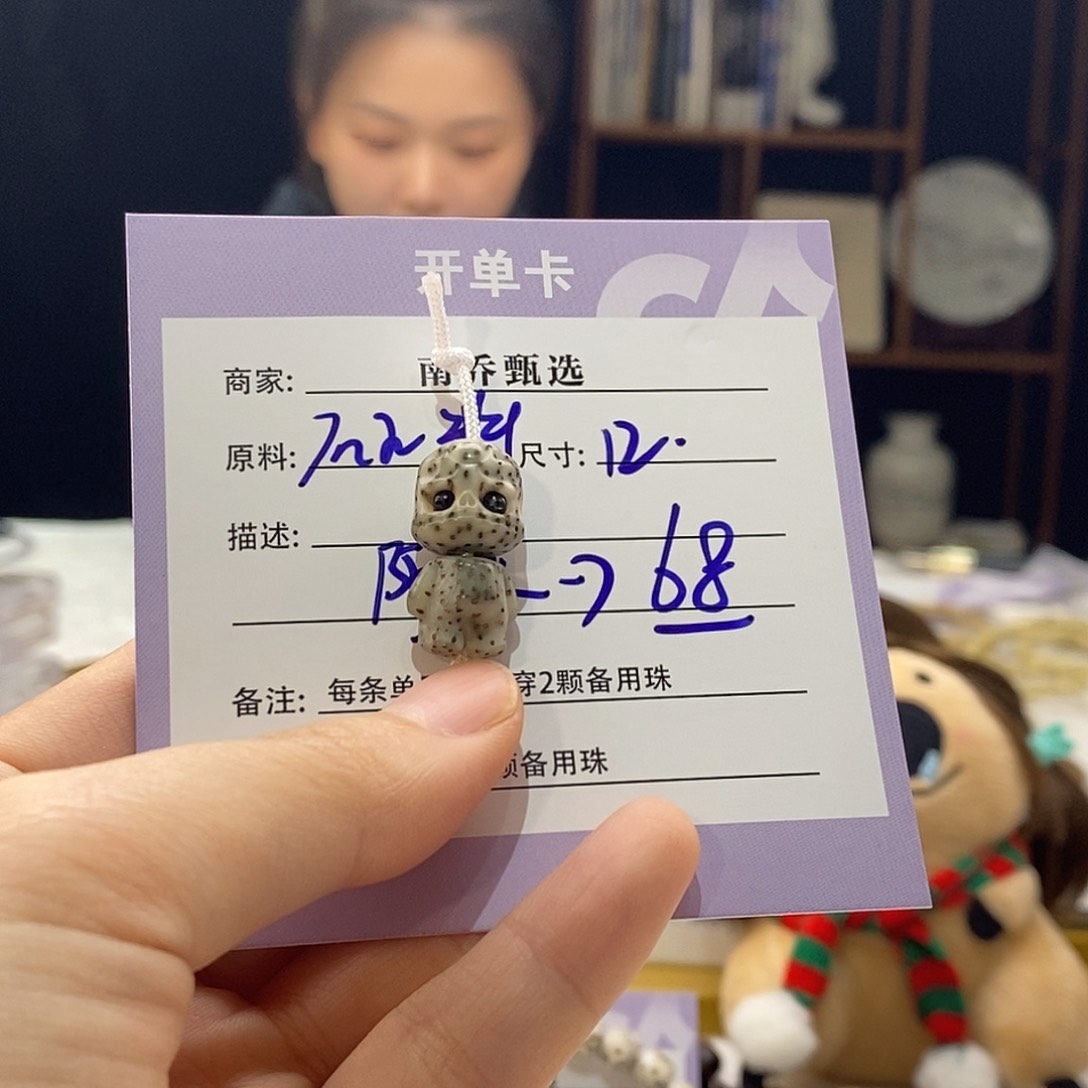 开单卡
商家: 南乔甄选
原料: 尺寸: 12.
描述:
68
备注: 每条单 穿2颗备用珠
备用珠